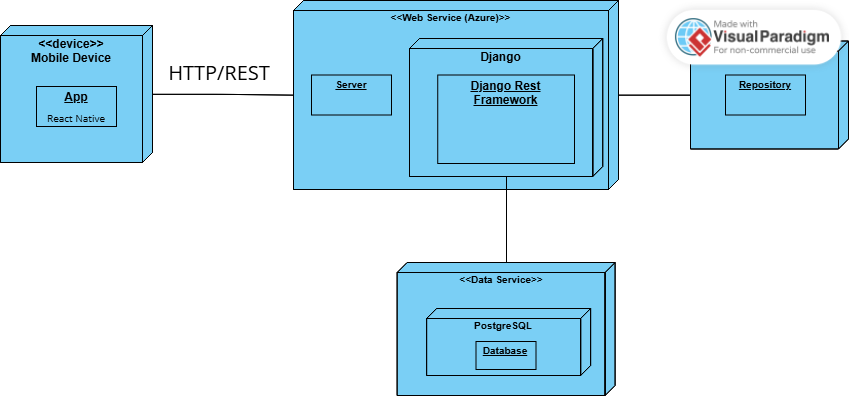 <<device>>
Mobile Device
App
React Native
HTTP/REST
<<Web Service (Azure)>>
Server
Django
Django Rest
Framework
Made with
Visual Paradigm
For non-commercial use
Repository
<<Data Service>>
PostgreSQL
Database